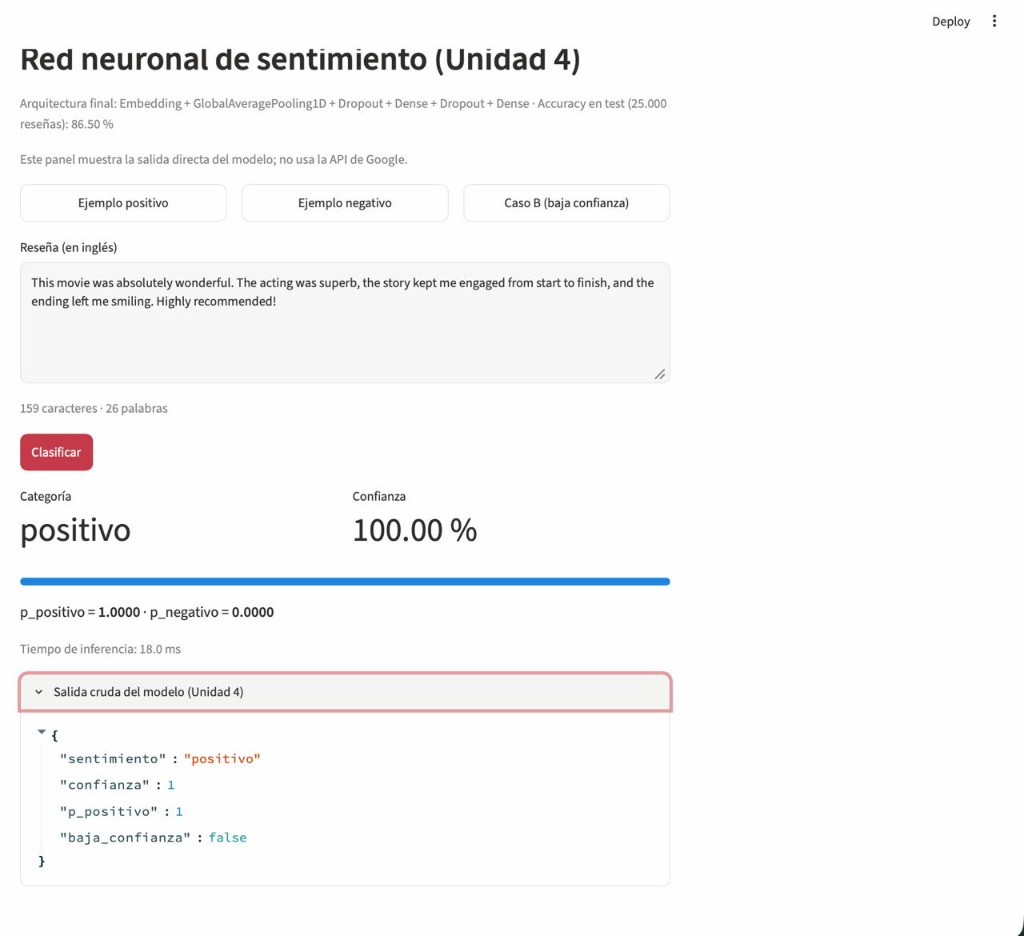 Deploy
Red neuronal de sentimiento (Unidad 4)
Arquitectura final: Embedding + GlobalAveragePooling1D + Dropout + Dense + Dropout + Dense · Accuracy en test (25.000
reseñas): 86.50 %
Este panel muestra la salida directa del modelo; no usa la API de Google.
Ejemplo positivo
Ejemplo negativo
Caso B (baja confianza)
Reseña (en inglés)
This movie was absolutely wonderful. The acting was superb, the story kept me engaged from start to finish, and the
ending left me smiling. Highly recommended!
159 caracteres · 26 palabras
Clasificar
Categoría
positivo
Confianza
100.00 %
p_positivo = 1.0000 · p_negativo = 0.0000
Tiempo de inferencia: 18.0 ms
Salida cruda del modelo (Unidad 4)
{
"sentimiento" : "positivo"
"confianza" : 1
"p_positivo" : 1
"baja_confianza" : false
}